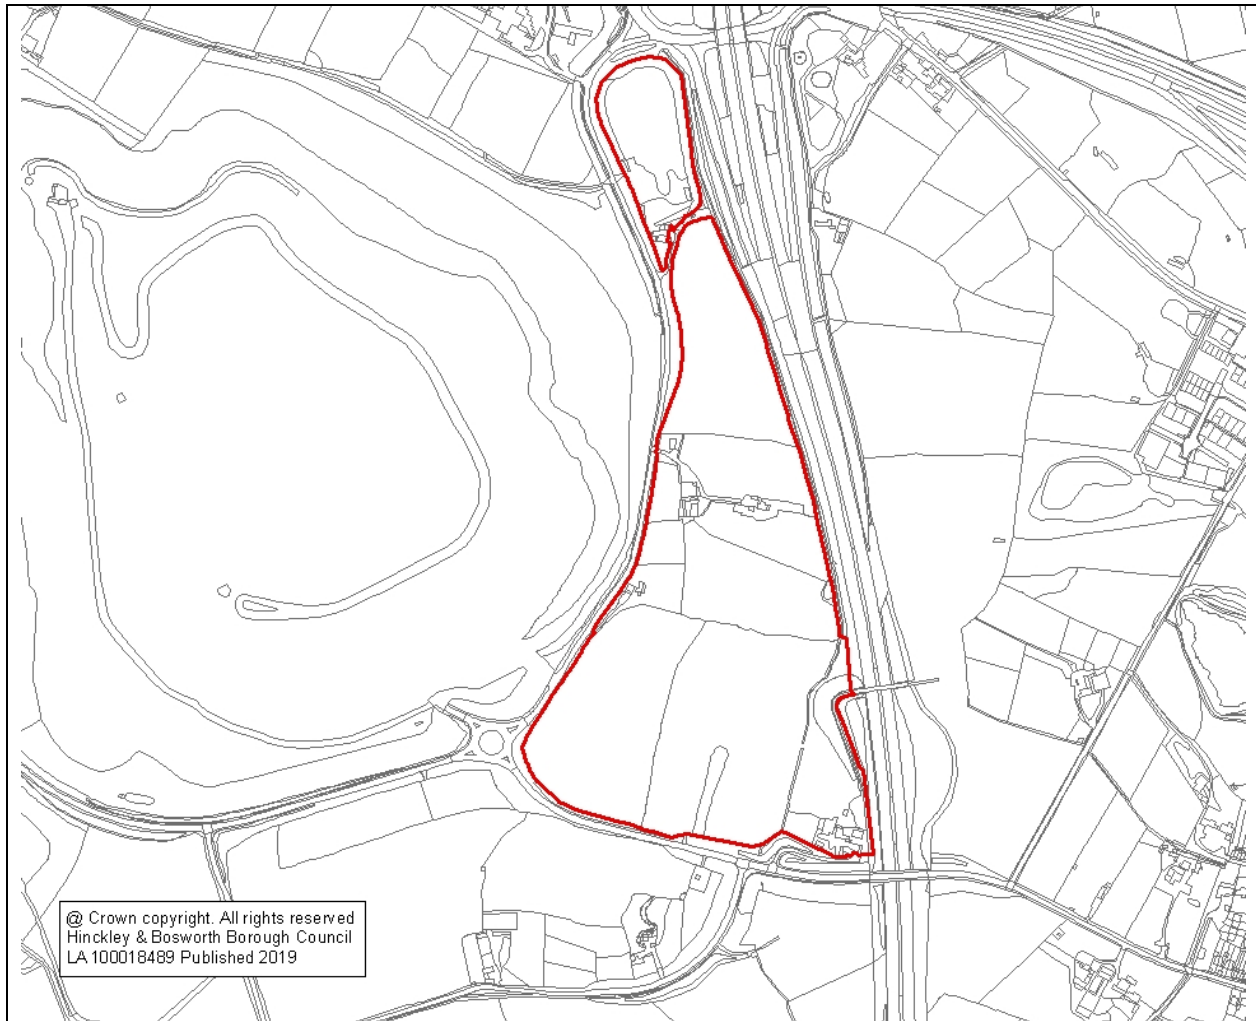 @ Crown copyright. All rights reserved
Hinckley & Bosworth Borough Council
LA 100018489 Published 2019